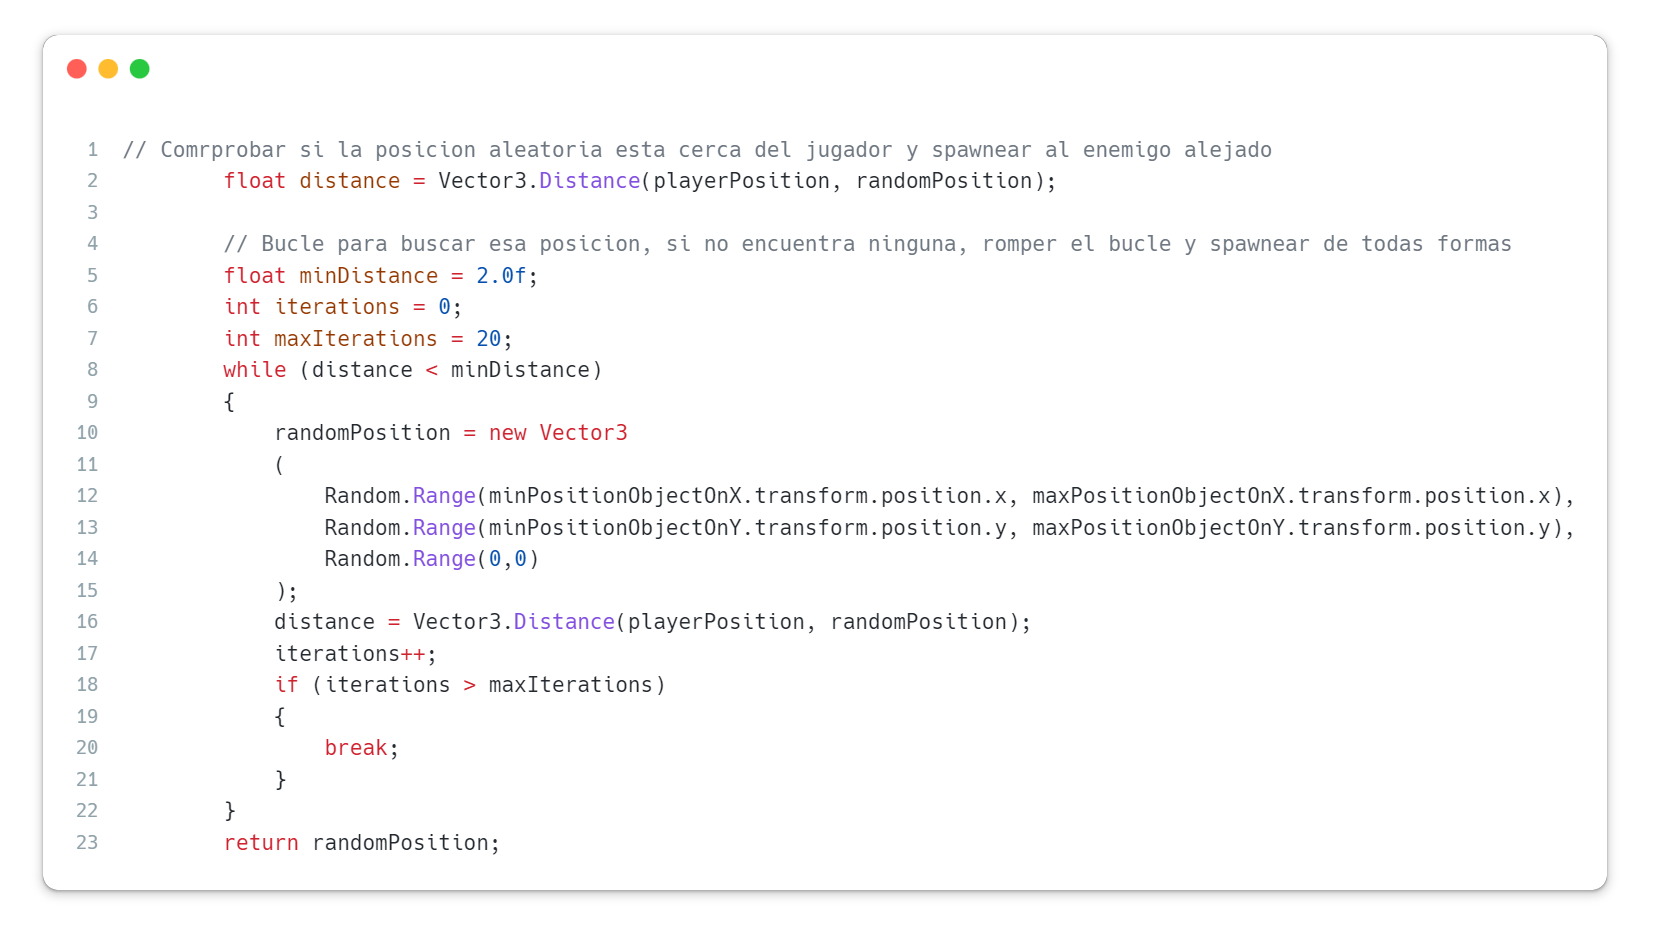 1 // Comrprobar si la posicion aleatoria esta cerca del jugador y spawnear al enemigo alejado
2 float distance = Vector3.Distance(playerPosition, randomPosition);
3
4 // Bucle para buscar esa posicion, si no encuentra ninguna, romper el bucle y spawnear de todas formas
5 float minDistance = 2.0f;
6 int iterations = 0;
7 int maxIterations = 20;
8 while (distance < minDistance)
9 {
10 randomPosition = new Vector3
11 (
12 Random.Range(minPositionObjectOnX.transform.position.x, maxPositionObjectOnX.transform.position.x),
13 Random.Range(minPositionObjectOnY.transform.position.y, maxPositionObjectOnY.transform.position.y),
14 Random.Range(0,0)
15 );
16 distance = Vector3.Distance(playerPosition, randomPosition);
17 iterations++;
18 if (iterations > maxIterations)
19 {
20 break;
21 }
22 }
23 return randomPosition;